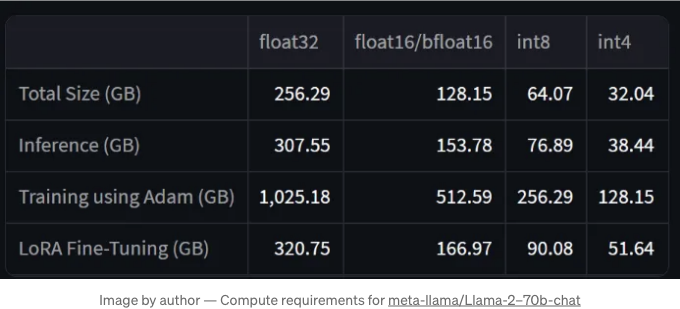 float32 float16/bfloat16 int8 int4
Total Size (GB) 256.29 128.15 64.07 32.04
Inference (GB) 307.55 153.78 76.89 38.44
Training using Adam (GB) 1,025.18 512.59 256.29 128.15
LoRA Fine-Tuning (GB) 320.75 166.97 90.08 51.64
Image by author — Compute requirements for meta-llama/Llama-2–70b-chat